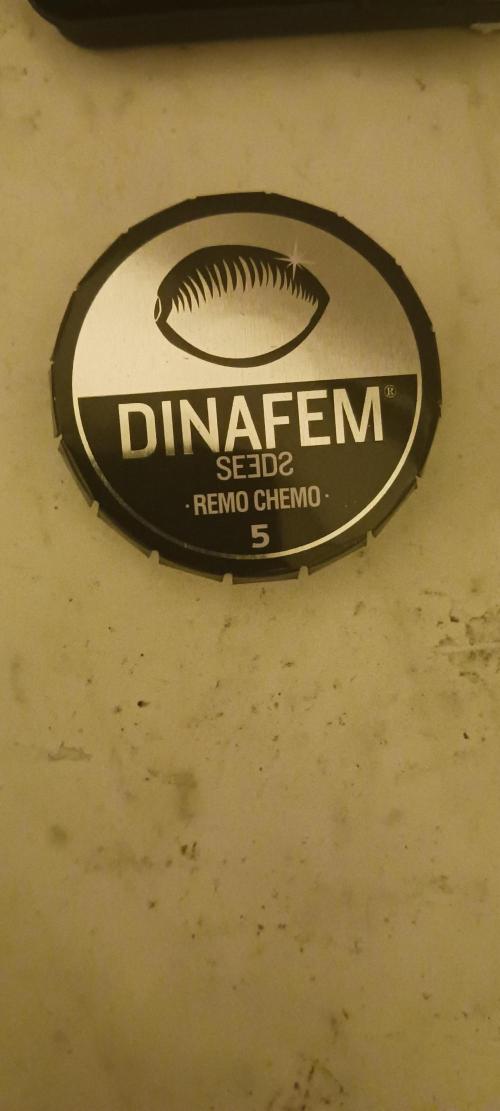 DINAFEM®
SEEDS
·REMO CHEMO·
5